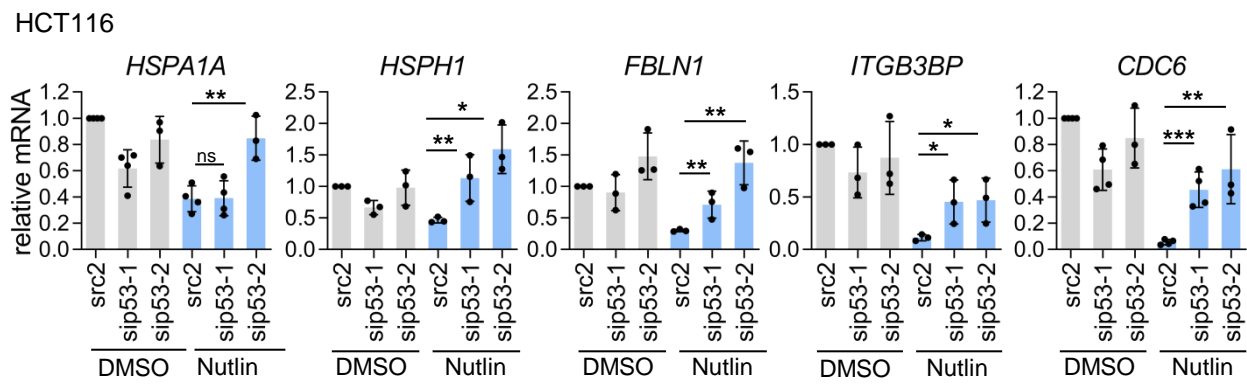 HCT116
HSPA1A HSPH1 FBLN1 ITGB3BP CDC6
relative mRNA
1.2 1.0 0.8 0.6 0.4 0.2 0.0
** ns
src2 sip53-1 sip53-2 src2 sip53-1 sip53-2
DMSO Nutlin
2.5 2.0 1.5 1.0 0.5 0.0
* **
src2 sip53-1 sip53-2 src2 sip53-1 sip53-2
DMSO Nutlin
2.5 2.0 1.5 1.0 0.5 0.0
** **
src2 sip53-1 sip53-2 src2 sip53-1 sip53-2
DMSO Nutlin
1.5 1.0 0.5 0.0
* *
src2 sip53-1 sip53-2 src2 sip53-1 sip53-2
DMSO Nutlin
1.2 1.0 0.8 0.6 0.4 0.2 0.0
** ***
src2 sip53-1 sip53-2 src2 sip53-1 sip53-2
DMSO Nutlin